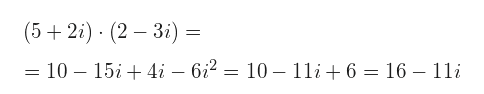 (5 + 2i) · (2 − 3i) =
= 10 − 15i + 4i − 6i² = 10 − 11i + 6 = 16 − 11i